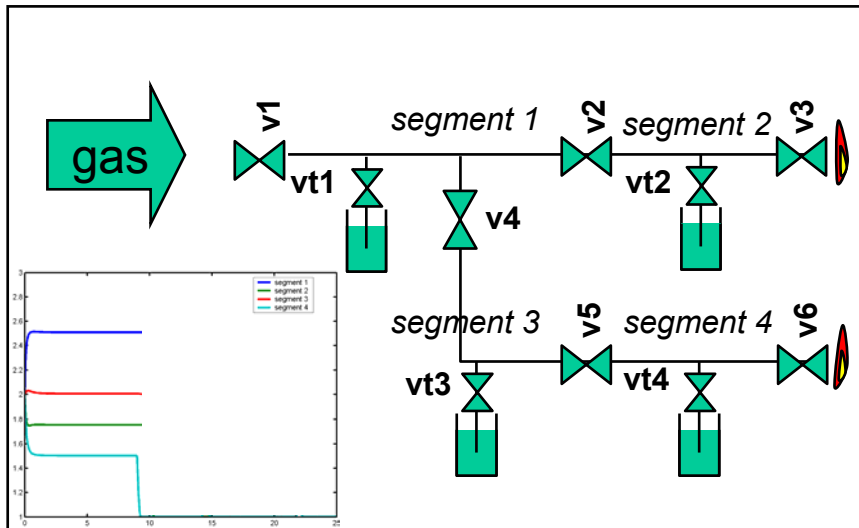 gas
v1
segment 1
v2
segment 2
v3
vt1
v4
vt2
segment 3
v5
segment 4
v6
vt3
vt4
3
2.8
2.6
2.4
2.2
2
1.8
1.6
1.4
1.2
1
0
5
10
15
20
25
segment 1
segment 2
segment 3
segment 4